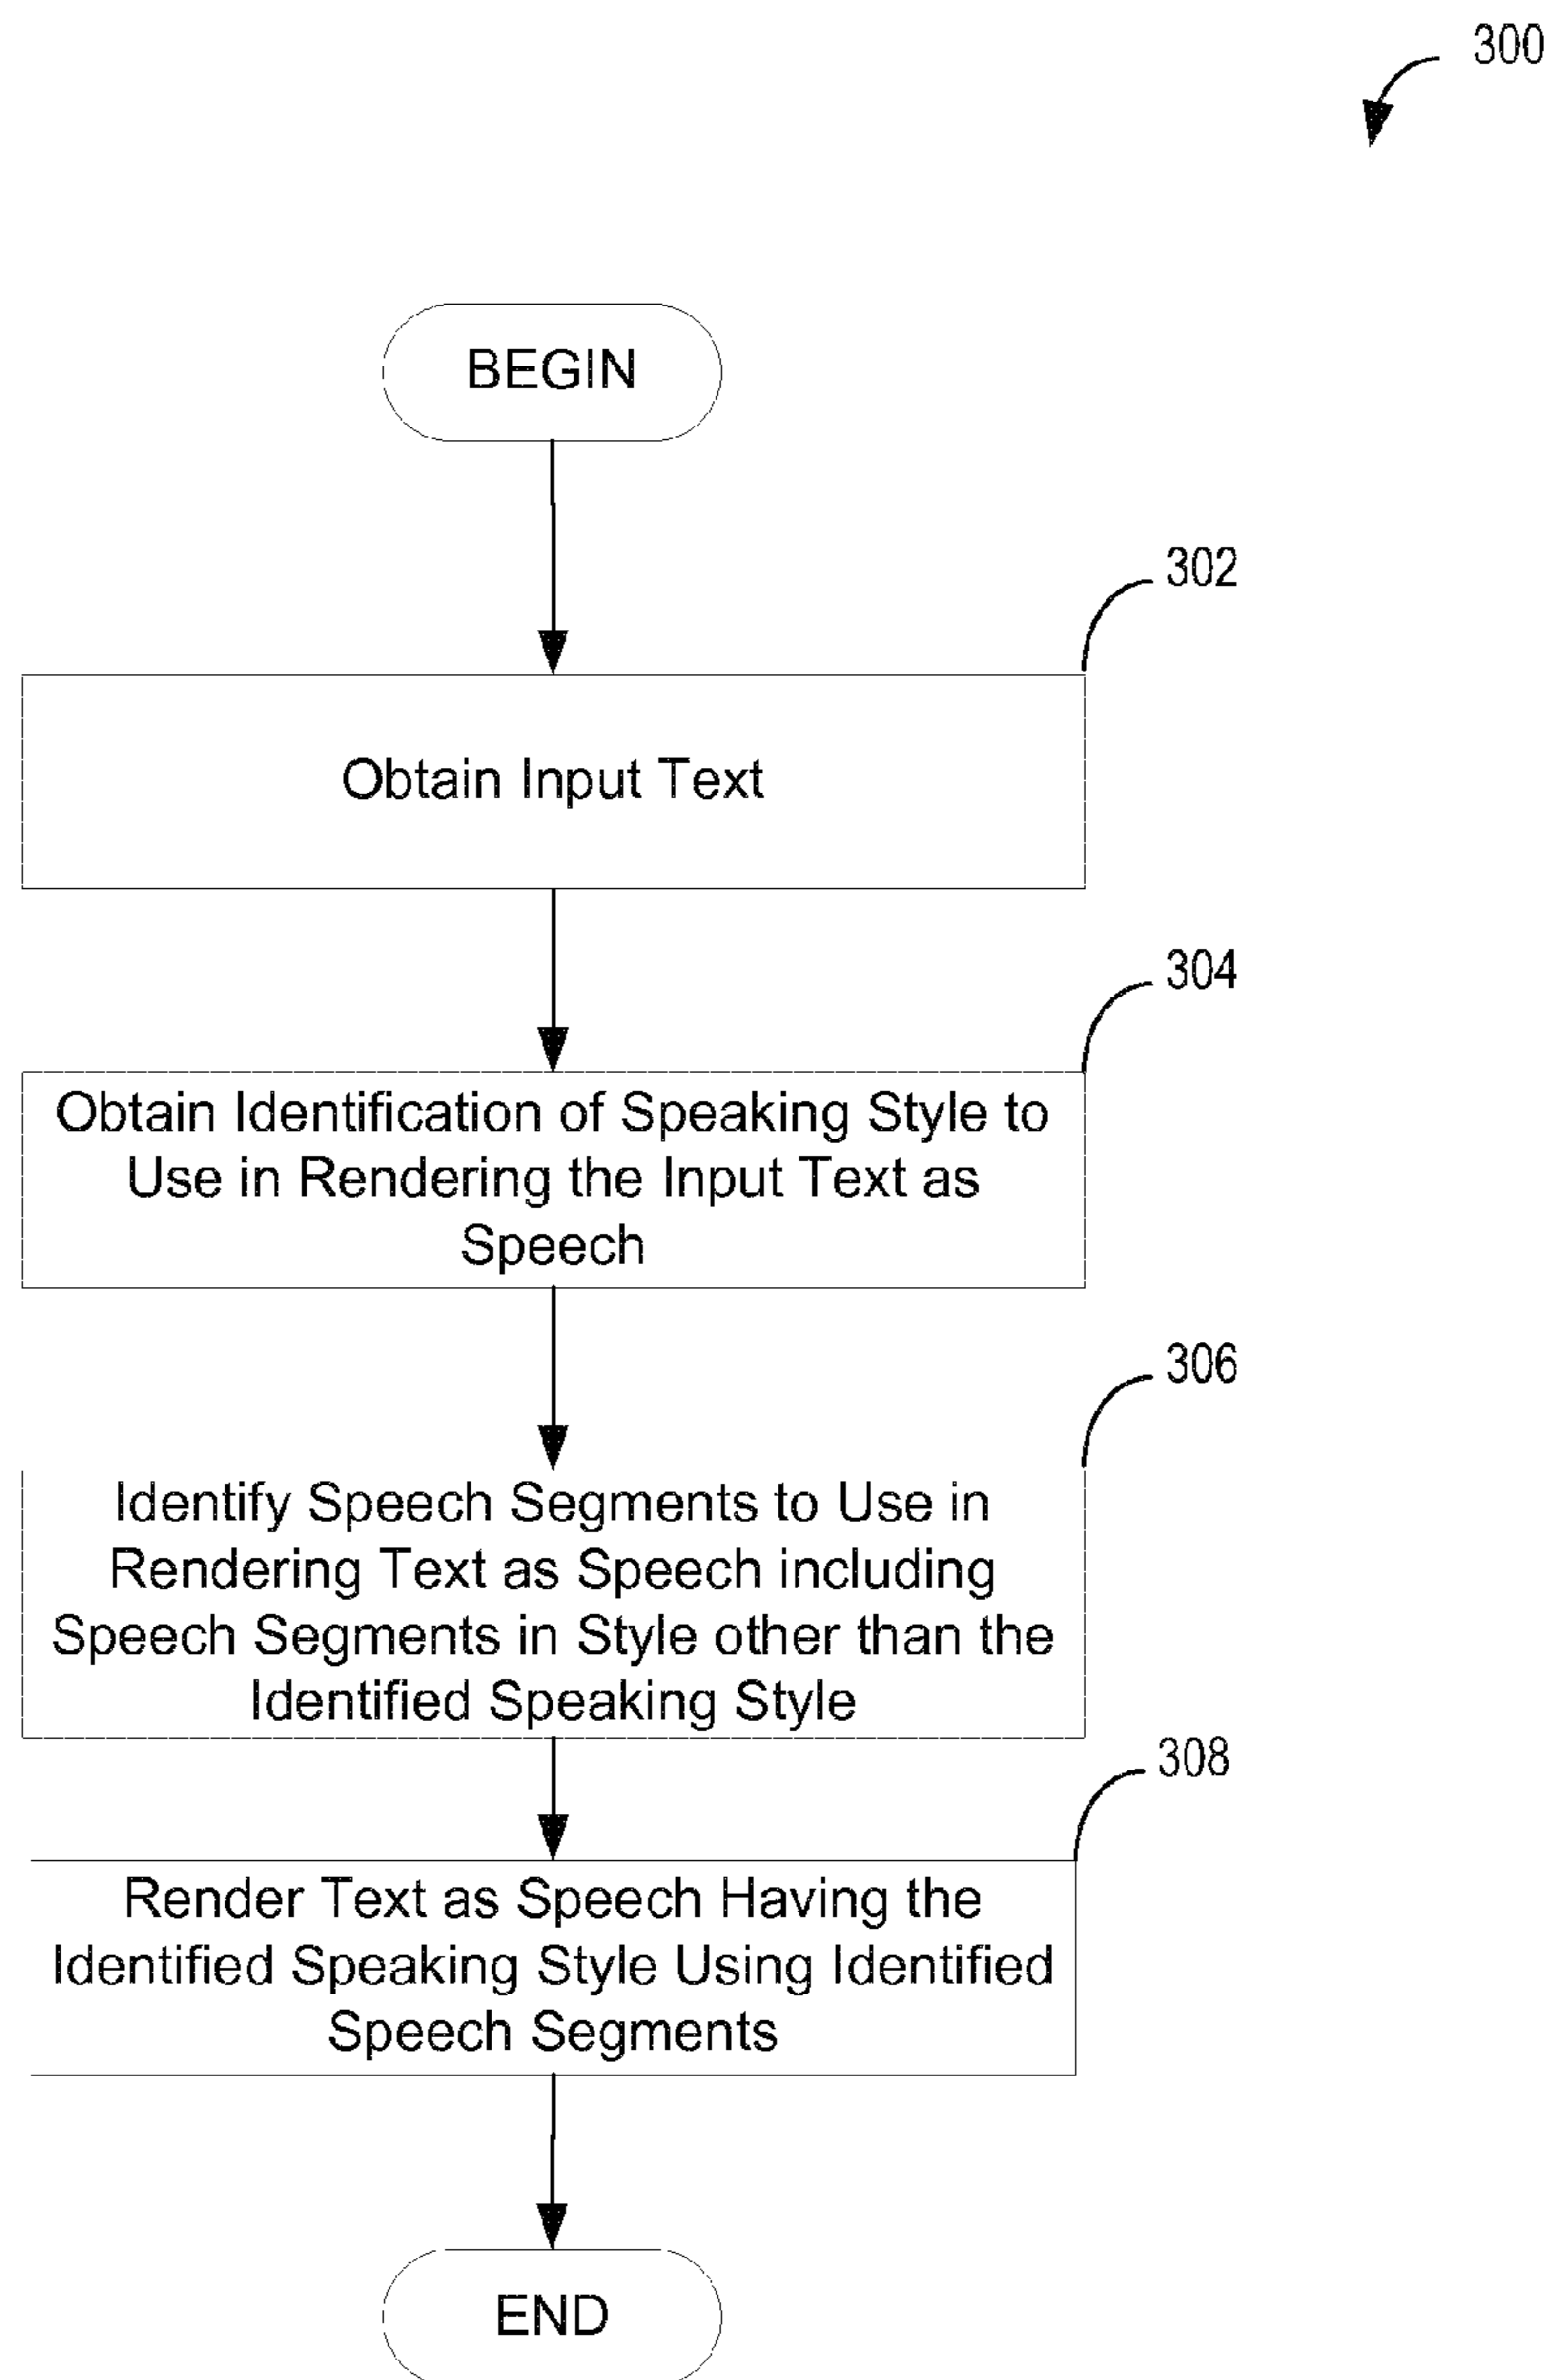 300
BEGIN
302
Obtain Input Text
304
Obtain Identification of Speaking Style to
Use in Rendering the Input Text as
Speech
306
Identify Speech Segments to Use in
Rendering Text as Speech including
Speech Segments in Style other than the
Identified Speaking Style
308
Render Text as Speech Having the
Identified Speaking Style Using Identified
Speech Segments
END